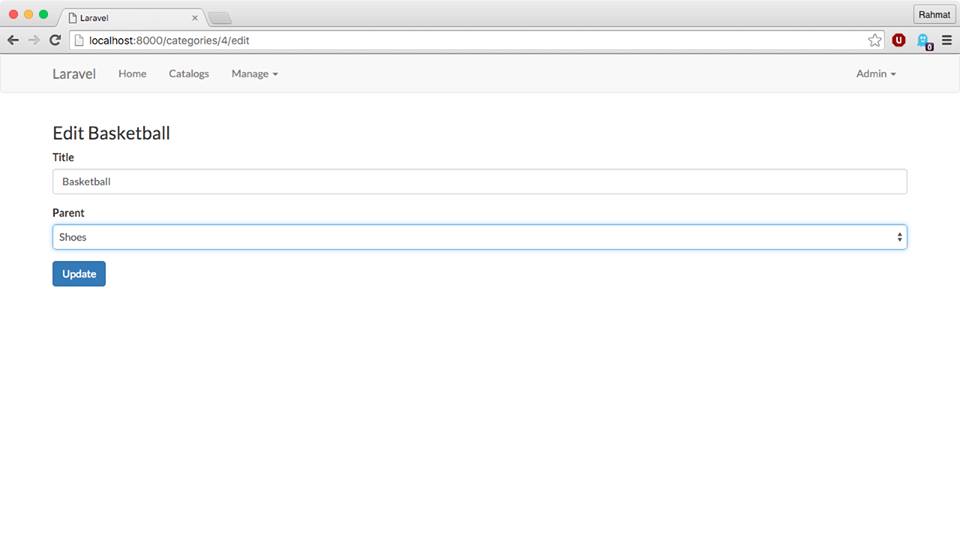 Laravel
Rahmat
localhost:8000/categories/4/edit
U
0
Laravel Home Catalogs Manage Admin
Edit Basketball
Title
Basketball
Parent
Shoes
Update